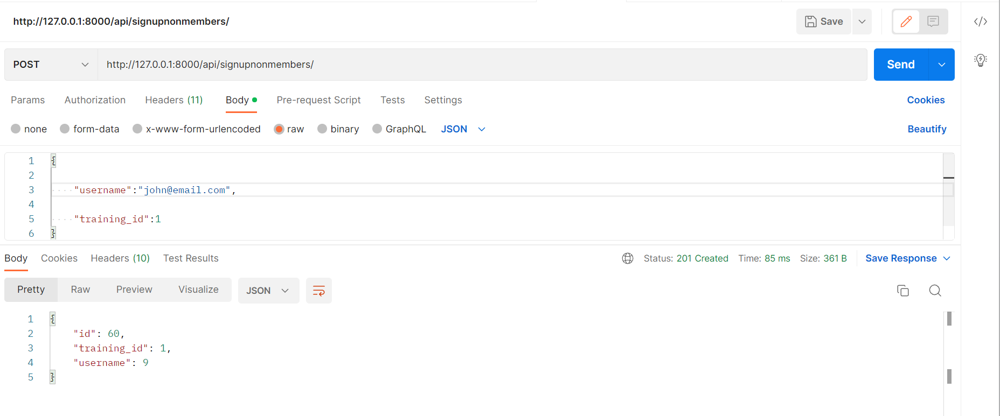 http://127.0.0.1:8000/api/signupnonmembers/
Save
POST
http://127.0.0.1:8000/api/signupnonmembers/
Send
Params Authorization Headers (11) Body Pre-request Script Tests Settings Cookies
none form-data x-www-form-urlencoded raw binary GraphQL JSON Beautify
1 {
2
3 "username":"john@email.com",
4
5 "training_id":1
6 }
Body Cookies Headers (10) Test Results Status: 201 Created Time: 85 ms Size: 361 B Save Response
Pretty Raw Preview Visualize JSON
1 {
2 "id": 60,
3 "training_id": 1,
4 "username": 9
5 }